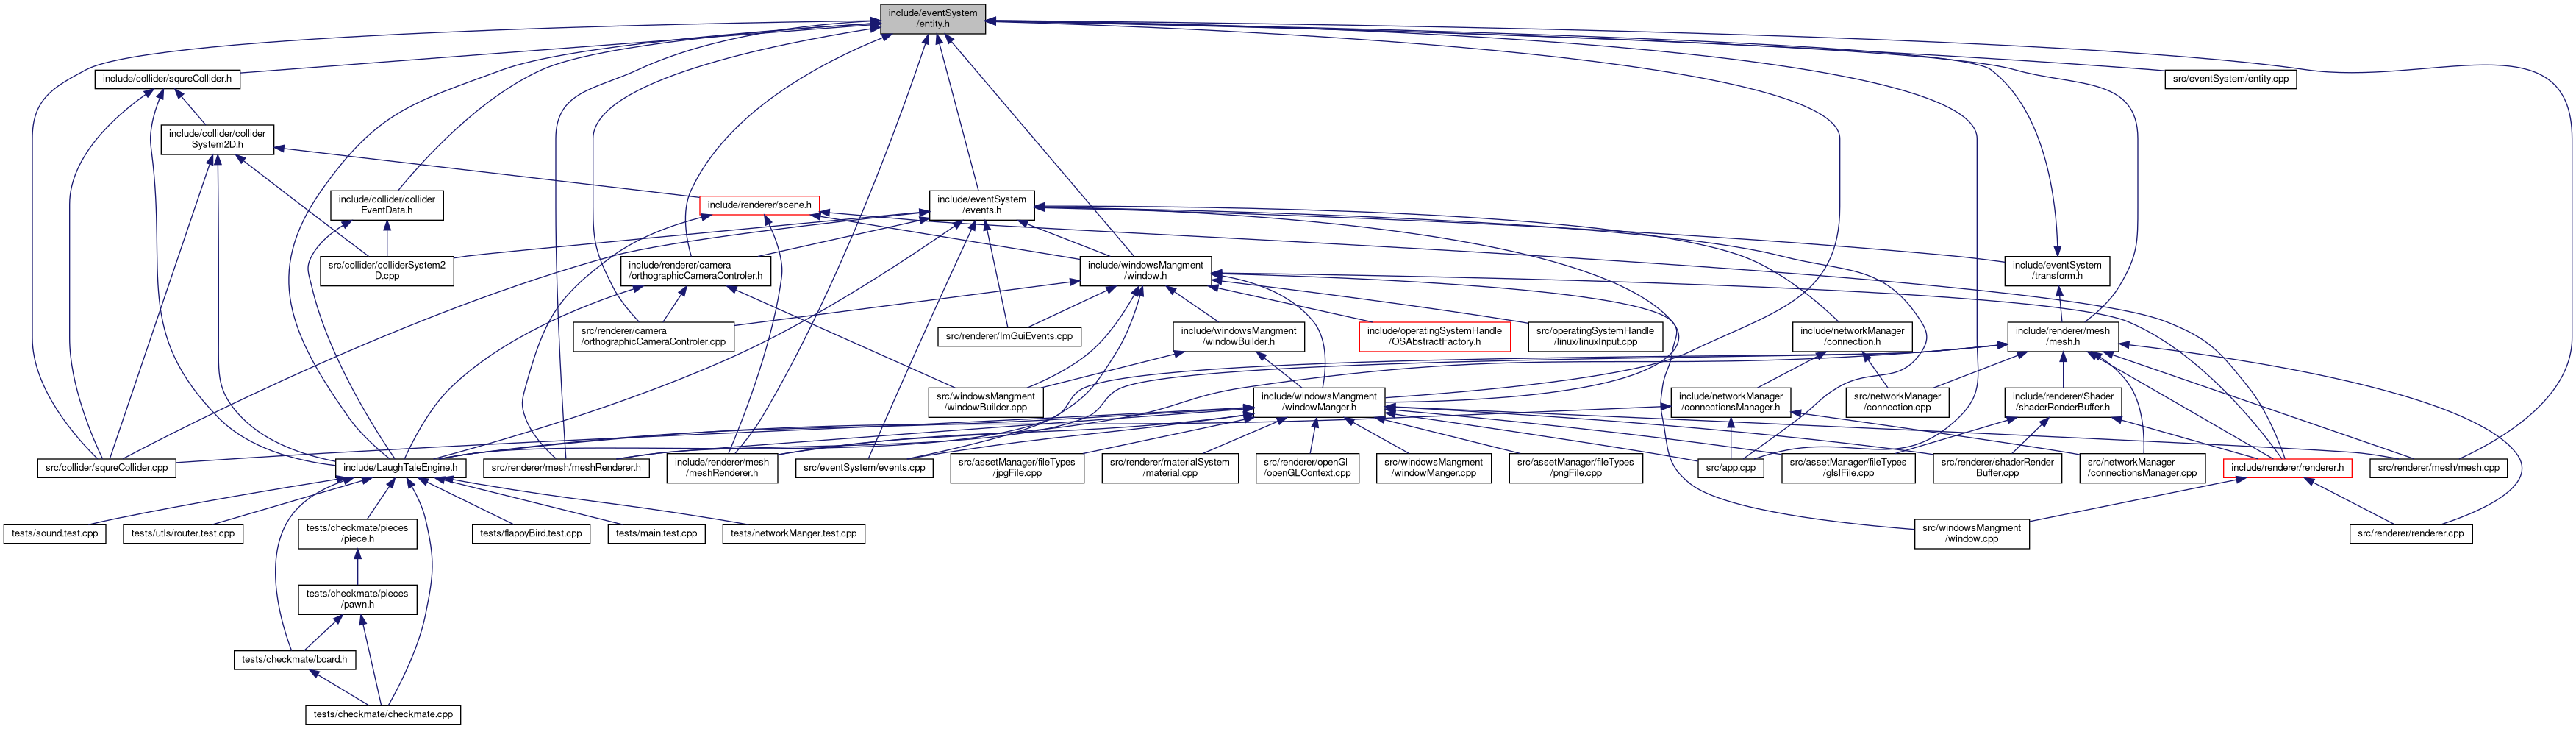 include/eventSystem
/entity.h
include/collider/squreCollider.h
src/eventSystem/entity.cpp
include/collider/collider
System2D.h
include/collider/collider
EventData.h
include/renderer/scene.h
include/eventSystem
/events.h
src/collider/colliderSystem2
D.cpp
include/renderer/camera
/orthographicCameraControler.h
include/windowsMangment
/window.h
include/eventSystem
/transform.h
src/renderer/camera
/orthographicCameraControler.cpp
src/renderer/ImGuiEvents.cpp
include/windowsMangment
/windowBuilder.h
include/operatingSystemHandle
/OSAbstractFactory.h
src/operatingSystemHandle
/linux/linuxInput.cpp
include/networkManager
/connection.h
include/renderer/mesh
/mesh.h
src/windowsMangment
/windowBuilder.cpp
include/windowsMangment
/windowManger.h
include/networkManager
/connectionsManager.h
src/networkManager
/connection.cpp
include/renderer/Shader
/shaderRenderBuffer.h
src/collider/squreCollider.cpp
include/LaughTaleEngine.h
src/renderer/mesh/meshRenderer.h
include/renderer/mesh
/meshRenderer.h
src/eventSystem/events.cpp
src/assetManager/fileTypes
/jpgFile.cpp
src/renderer/materialSystem
/material.cpp
src/renderer/openGl
/openGLContext.cpp
src/windowsMangment
/windowManger.cpp
src/assetManager/fileTypes
/pngFile.cpp
src/app.cpp
src/assetManager/fileTypes
/glslFile.cpp
src/renderer/shaderRender
Buffer.cpp
src/networkManager
/connectionsManager.cpp
include/renderer/renderer.h
src/renderer/mesh/mesh.cpp
tests/sound.test.cpp
tests/utls/router.test.cpp
tests/checkmate/pieces
/piece.h
tests/flappyBird.test.cpp
tests/main.test.cpp
tests/networkManger.test.cpp
src/windowsMangment
/window.cpp
src/renderer/renderer.cpp
tests/checkmate/pieces
/pawn.h
tests/checkmate/board.h
tests/checkmate/checkmate.cpp